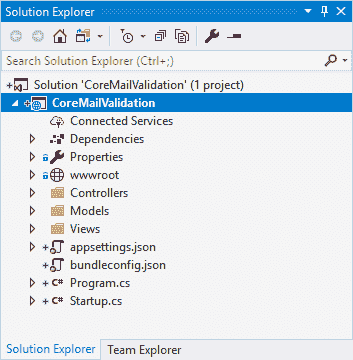 Solution Explorer
Search Solution Explorer (Ctrl+;)
Solution 'CoreMailValidation' (1 project)
CoreMailValidation
Connected Services
Dependencies
Properties
wwwroot
Controllers
Models
Views
appsettings.json
bundleconfig.json
C# Program.cs
C# Startup.cs
Solution Explorer Team Explorer